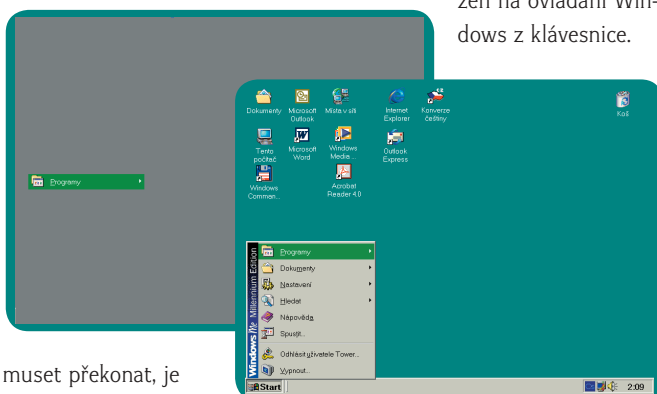 žen na ovládání Win-
dows z klávesnice.
Programy
Dokumenty
Microsoft Outlook
Místa v síti
Internet Explorer
Konverze češtiny
Koš
Tento počítač
Microsoft Word
Windows Media ...
Outlook Express
Windows Comman...
Acrobat Reader 4.0
Windows Me Millennium Edition
Programy
Dokumenty
Nastavení
Hledat
Nápověda
Spustit...
Odhlásit uživatele Tower...
Vypnout...
Start
2:09
muset překonat, je